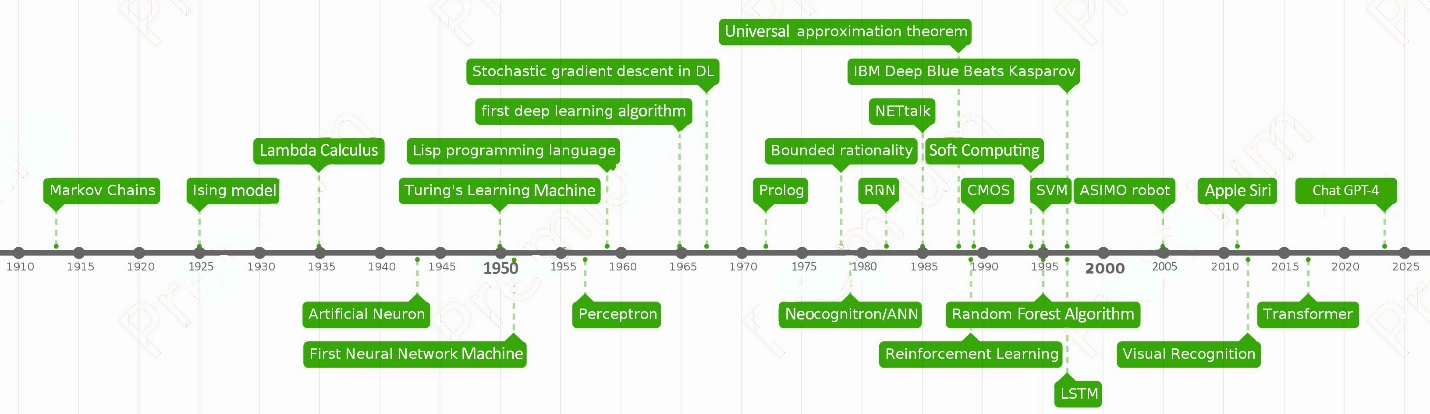 Universal approximation theorem
Stochastic gradient descent in DL
IBM Deep Blue Beats Kasparov
first deep learning algorithm
NETtalk
Lambda Calculus
Lisp programming language
Bounded rationality
Soft Computing
Markov Chains
Ising model
Turing's Learning Machine
Prolog
RNN
CMOS
SVM
ASIMO robot
Apple Siri
Chat GPT-4
1910
1915
1920
1925
1930
1935
1940
1945
1950
1955
1960
1965
1970
1975
1980
1985
1990
1995
2000
2005
2010
2015
2020
2025
Artificial Neuron
Perceptron
Neocognitron/ANN
Random Forest Algorithm
Transformer
First Neural Network Machine
Reinforcement Learning
Visual Recognition
LSTM